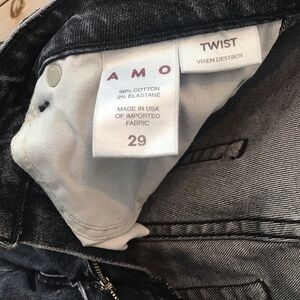 AMO
98% COTTON
2% ELASTANE
MADE IN USA
OF IMPORTED
FABRIC
29
TWIST
VIXEN DESTROY